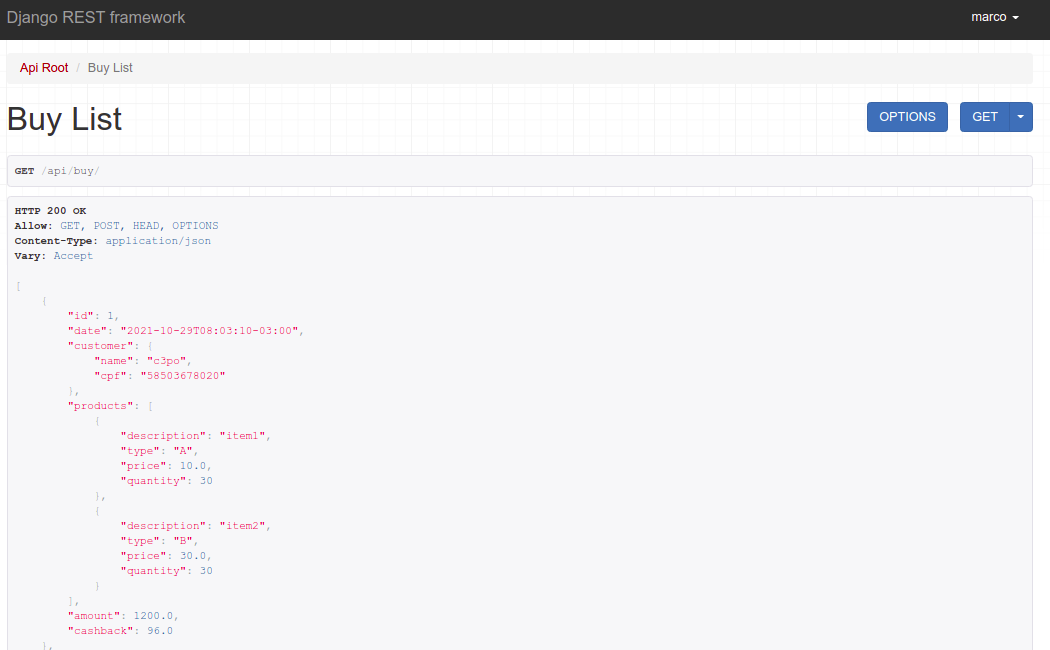 Django REST framework
marco
Api Root / Buy List
Buy List
OPTIONS
GET
GET /api/buy/
HTTP 200 OK
Allow: GET, POST, HEAD, OPTIONS
Content-Type: application/json
Vary: Accept
[
    {
        "id": 1,
        "date": "2021-10-29T08:03:10-03:00",
        "customer": {
            "name": "c3po",
            "cpf": "58503678020"
        },
        "products": [
            {
                "description": "item1",
                "type": "A",
                "price": 10.0,
                "quantity": 30
            },
            {
                "description": "item2",
                "type": "B",
                "price": 30.0,
                "quantity": 30
            }
        ],
        "amount": 1200.0,
        "cashback": 96.0
    },